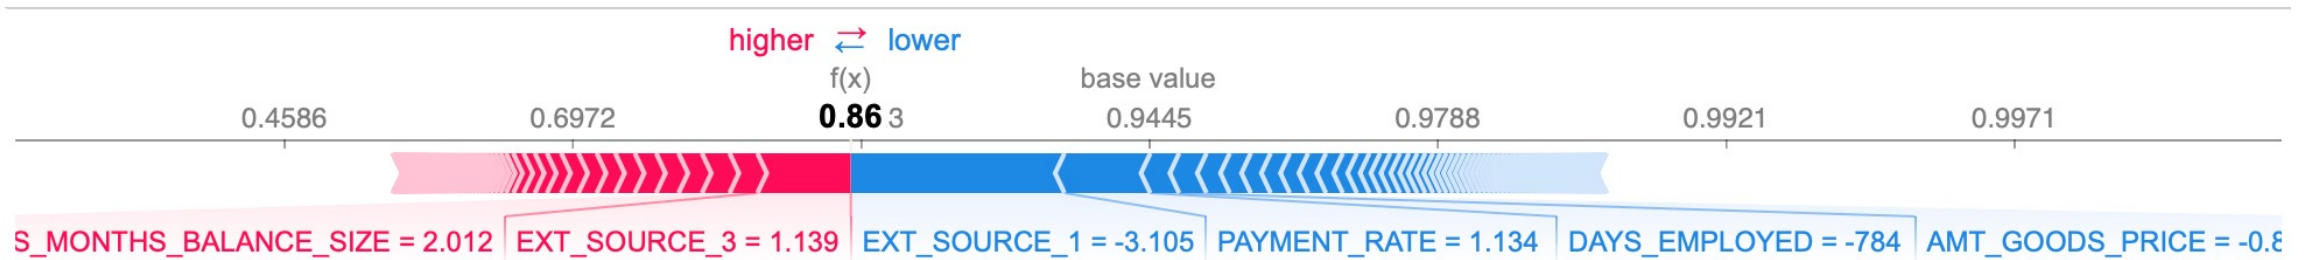 higher ⇄ lower
f(x) base value
0.4586 0.6972 0.86 3 0.9445 0.9788 0.9921 0.9971
S_MONTHS_BALANCE_SIZE = 2.012 EXT_SOURCE_3 = 1.139 EXT_SOURCE_1 = -3.105 PAYMENT_RATE = 1.134 DAYS_EMPLOYED = -784 AMT_GOODS_PRICE = -0.8